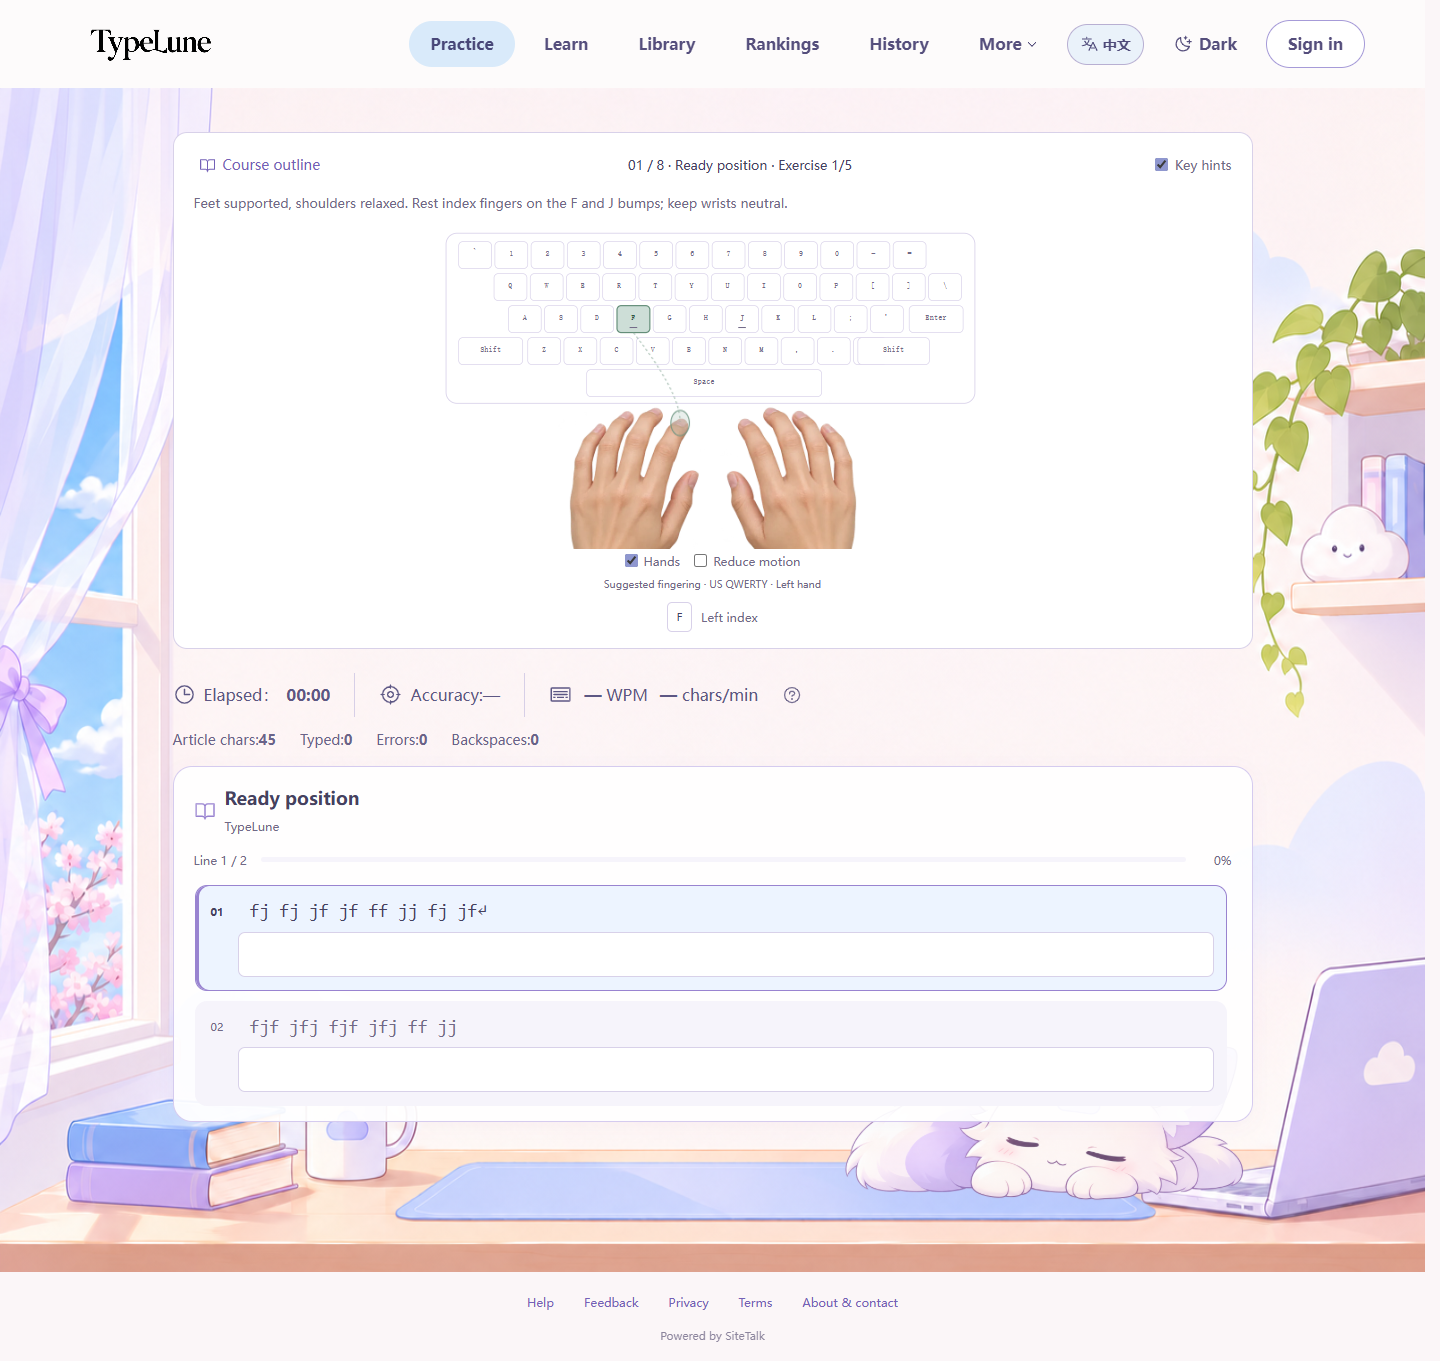 TypeLune
Practice
Learn
Library
Rankings
History
More
中文
Dark
Sign in
Course outline
01 / 8 · Ready position · Exercise 1/5
Key hints
Feet supported, shoulders relaxed. Rest index fingers on the F and J bumps; keep wrists neutral.
` 1 2 3 4 5 6 7 8 9 0 - =
Q W E R T Y U I O P [ ] \
A S D F G H J K L ; ' Enter
Shift Z X C V B N M , . Shift
Space
Hands
Reduce motion
Suggested fingering · US QWERTY · Left hand
F Left index
Elapsed: 00:00
Accuracy:—
— WPM — chars/min
Article chars:45 Typed:0 Errors:0 Backspaces:0
Ready position
TypeLune
Line 1 / 2
0%
01 fj fj jf jf ff jj fj jf↵
02 fjf jfj fjf jfj ff jj
Help
Feedback
Privacy
Terms
About & contact
Powered by SiteTalk